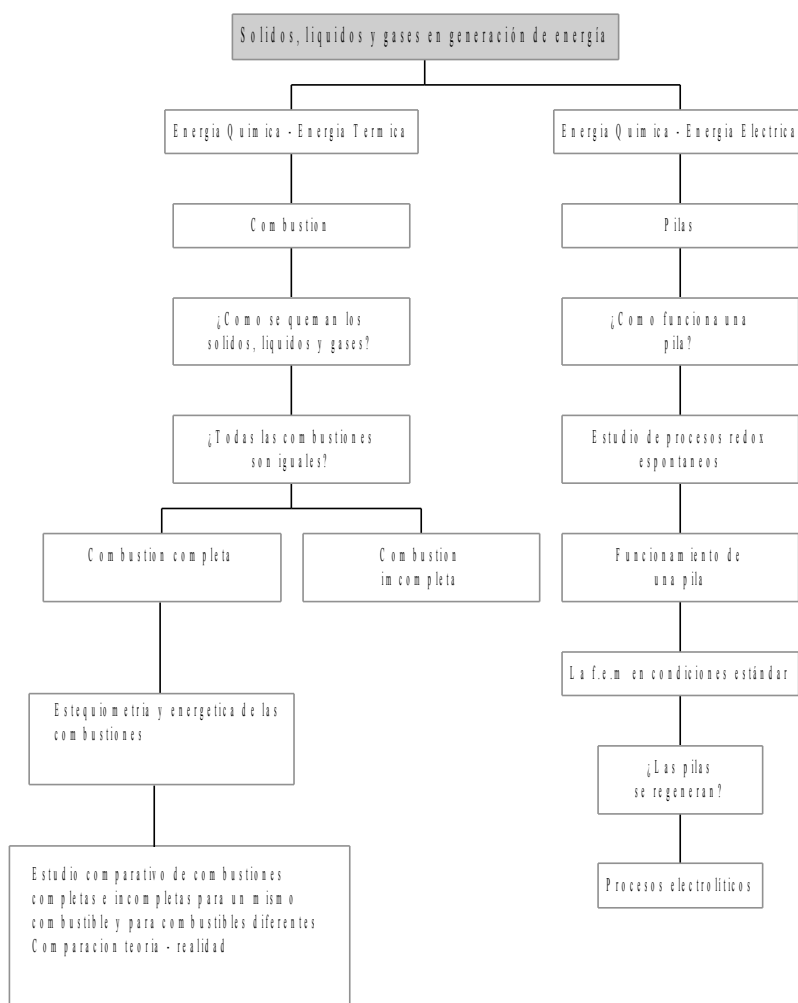 Solidos, liquidos y gases en generación de energía
Energia Quimica - Energia Termica
Energia Quimica - Energia Electrica
Combustion
Pilas
¿Como se queman los
solidos, liquidos y gases?
¿Como funciona una
pila?
¿Todas las combustiones
son iguales?
Estudio de procesos redox
espontaneos
Combustion completa
Combustion
imcompleta
Funcionamiento de
una pila
La f.e.m en condiciones estándar
Estequiometria y energetica de las
combustiones
¿Las pilas
se regeneran?
Estudio comparativo de combustiones
completas e incompletas para un mismo
combustible y para combustibles diferentes
Comparacion teoria - realidad
Procesos electrolíticos